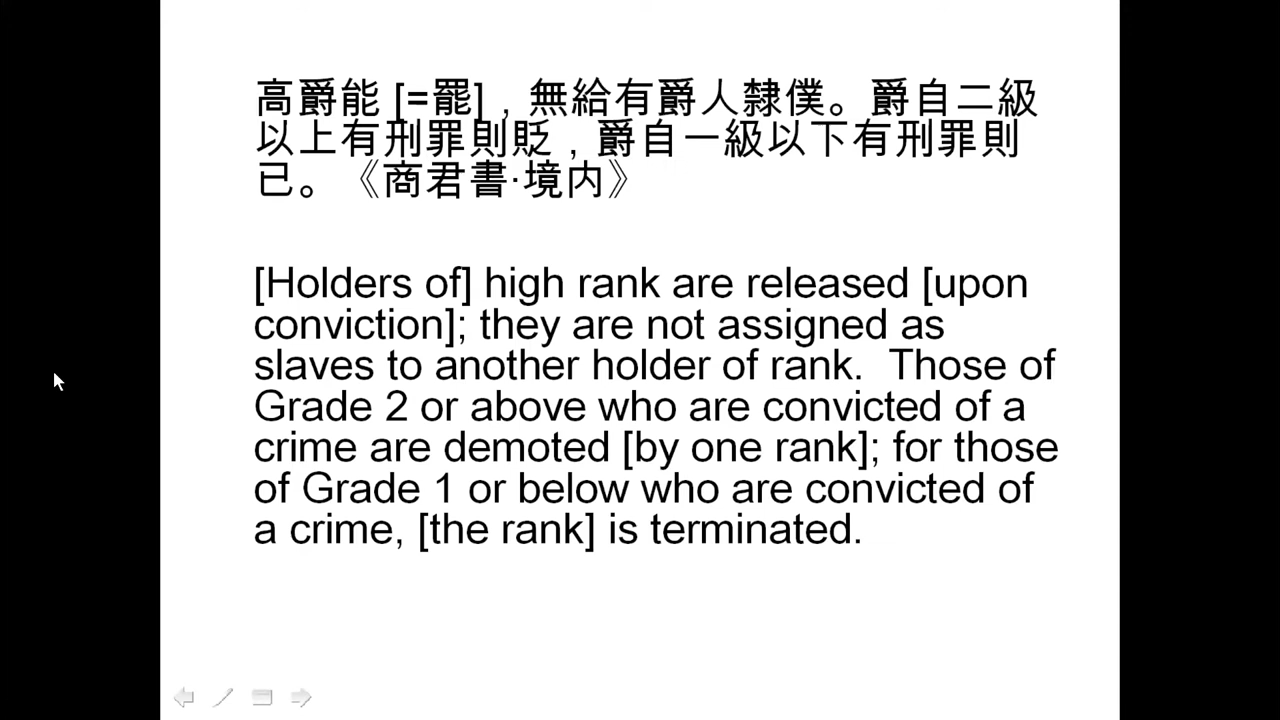 高爵能 [=罷]，無給有爵人隸僕。爵自二級
以上有刑罪則貶，爵自一級以下有刑罪則
已。《商君書·境内》
[Holders of] high rank are released [upon
conviction]; they are not assigned as
slaves to another holder of rank.  Those of
Grade 2 or above who are convicted of a
crime are demoted [by one rank]; for those
of Grade 1 or below who are convicted of
a crime, [the rank] is terminated.